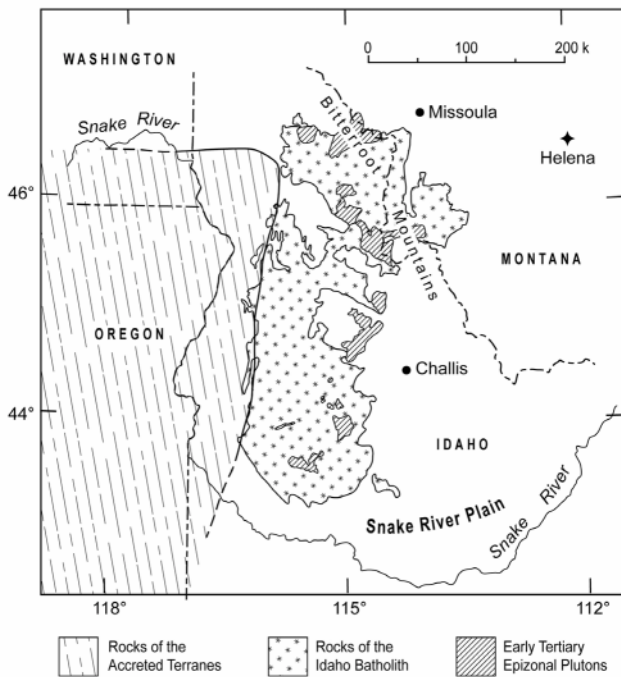 WASHINGTON
0 50 100 200 k
Snake River
Bitterroot
Mountains
Missoula
Helena
46°
MONTANA
OREGON
Challis
44°
IDAHO
Snake River Plain
Snake River
118° 115° 112°
Rocks of the
Accreted Terranes
Rocks of the
Idaho Batholith
Early Tertiary
Epizonal Plutons